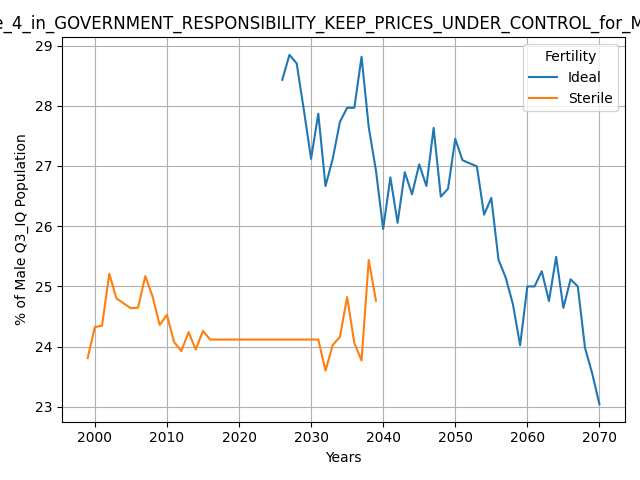 e_4_in_GOVERNMENT_RESPONSIBILITY_KEEP_PRICES_UNDER_CONTROL_for_M
29
28
27
26
25
24
23
% of Male Q3_IQ Population
Fertility
Ideal
Sterile
2000 2010 2020 2030 2040 2050 2060 2070
Years